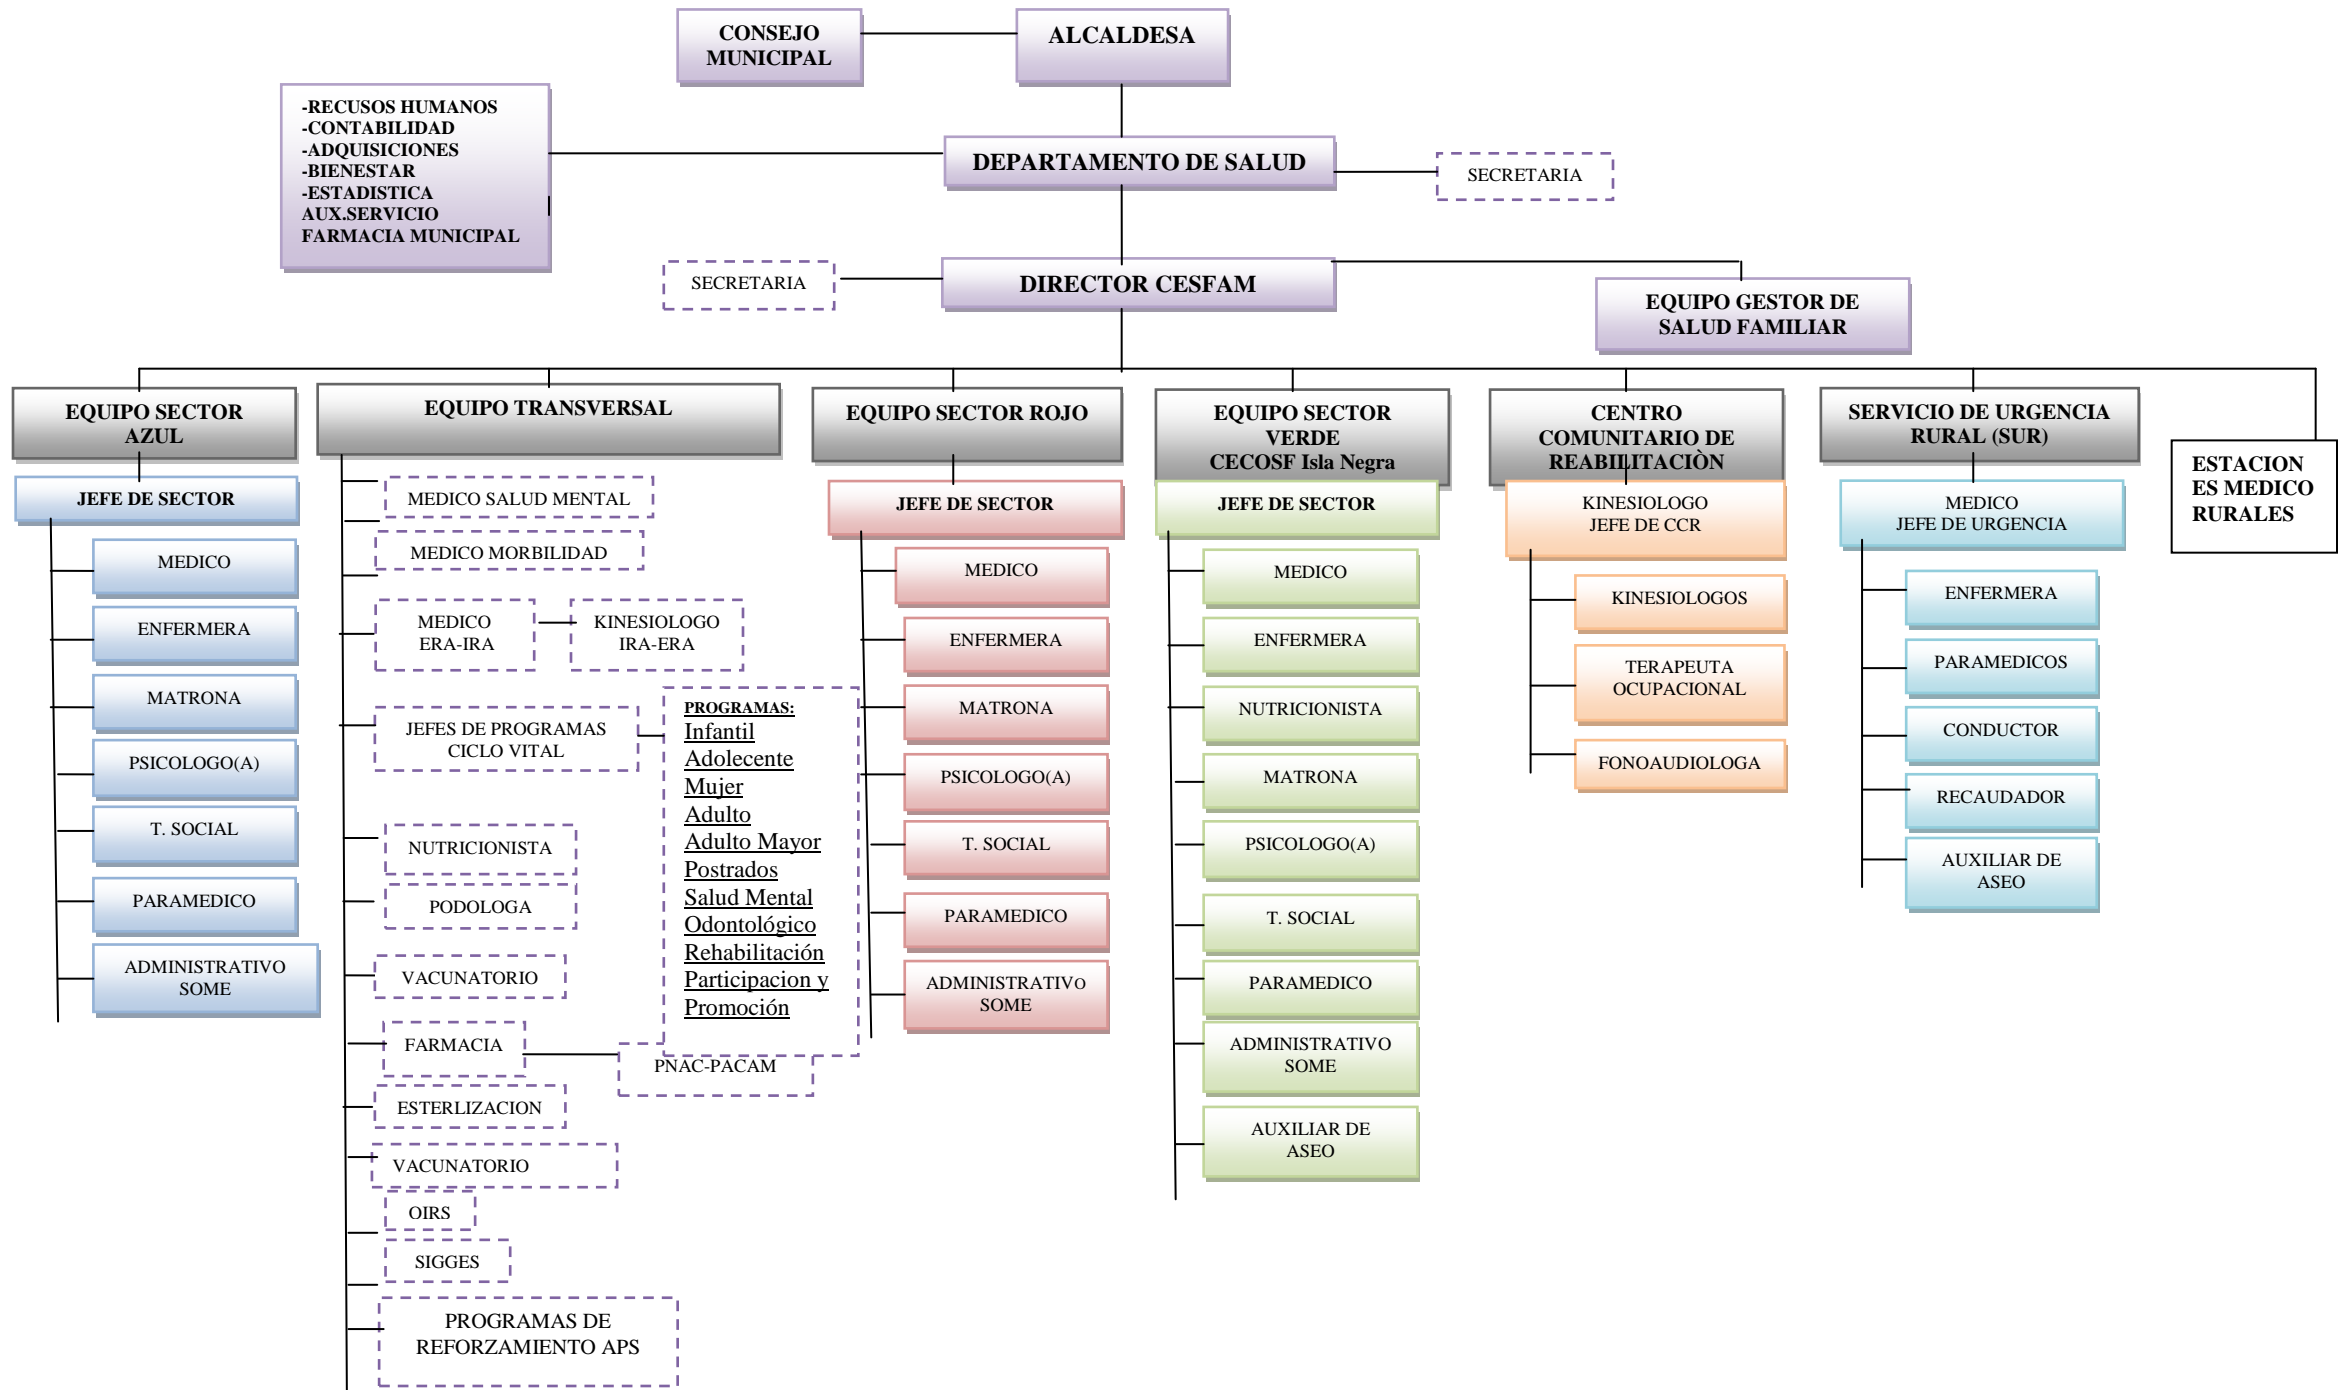 CONSEJO
MUNICIPAL
ALCALDESA
-RECUSOS HUMANOS
-CONTABILIDAD
-ADQUISICIONES
-BIENESTAR
-ESTADISTICA
AUX.SERVICIO
FARMACIA MUNICIPAL
DEPARTAMENTO DE SALUD
SECRETARIA
SECRETARIA
DIRECTOR CESFAM
EQUIPO GESTOR DE
SALUD FAMILIAR
EQUIPO SECTOR
AZUL
JEFE DE SECTOR
MEDICO
ENFERMERA
MATRONA
PSICOLOGO(A)
T. SOCIAL
PARAMEDICO
ADMINISTRATIVO
SOME
EQUIPO TRANSVERSAL
MEDICO SALUD MENTAL
MEDICO MORBILIDAD
MEDICO
ERA-IRA
KINESIOLOGO
IRA-ERA
JEFES DE PROGRAMAS
CICLO VITAL
PROGRAMAS:
Infantil
Adolecente
Mujer
Adulto
Adulto Mayor
Postrados
Salud Mental
Odontológico
Rehabilitación
Participacion y
Promoción
NUTRICIONISTA
PODOLOGA
VACUNATORIO
FARMACIA
PNAC-PACAM
ESTERLIZACION
VACUNATORIO
OIRS
SIGGES
PROGRAMAS DE
REFORZAMIENTO APS
EQUIPO SECTOR ROJO
JEFE DE SECTOR
MEDICO
ENFERMERA
MATRONA
PSICOLOGO(A)
T. SOCIAL
PARAMEDICO
ADMINISTRATIVO
SOME
EQUIPO SECTOR
VERDE
CECOSF Isla Negra
JEFE DE SECTOR
MEDICO
ENFERMERA
NUTRICIONISTA
MATRONA
PSICOLOGO(A)
T. SOCIAL
PARAMEDICO
ADMINISTRATIVO
SOME
AUXILIAR DE
ASEO
CENTRO
COMUNITARIO DE
REABILITACIÒN
KINESIOLOGO
JEFE DE CCR
KINESIOLOGOS
TERAPEUTA
OCUPACIONAL
FONOAUDIOLOGA
SERVICIO DE URGENCIA
RURAL (SUR)
MEDICO
JEFE DE URGENCIA
ENFERMERA
PARAMEDICOS
CONDUCTOR
RECAUDADOR
AUXILIAR DE
ASEO
ESTACION
ES MEDICO
RURALES